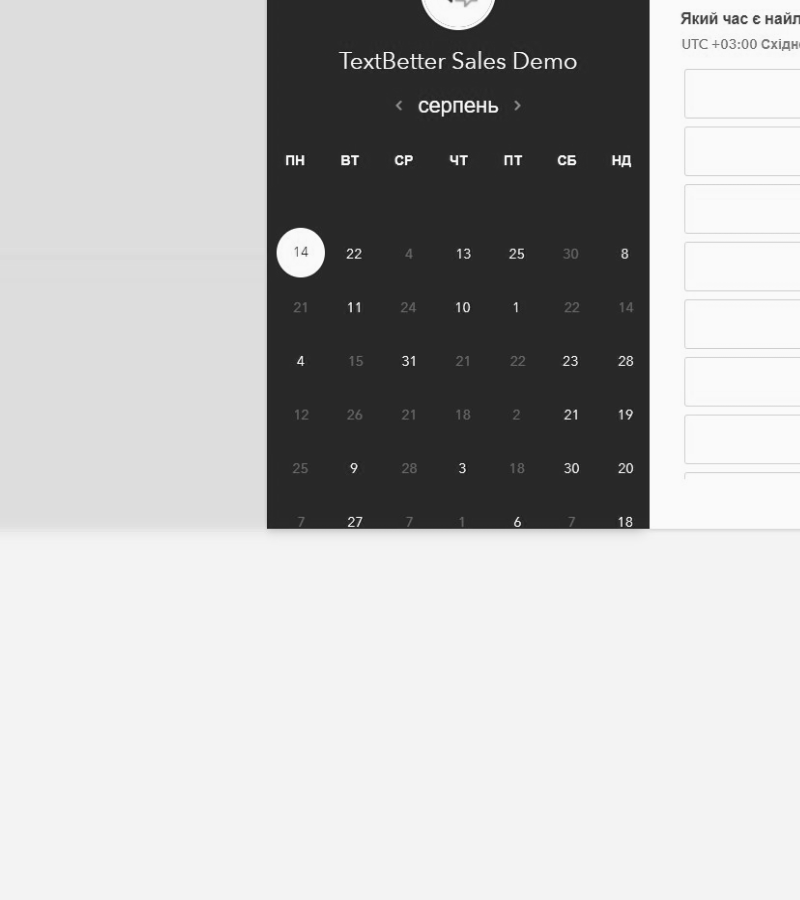 TextBetter Sales Demo
серпень
ПН ВТ СР ЧТ ПТ СБ НД
14 22 4 13 25 30 8
21 11 24 10 1 22 14
4 15 31 21 22 23 28
12 26 21 18 2 21 19
25 9 28 3 18 30 20
7 27 7 1 6 7 18
Який час є
UTC +03:00